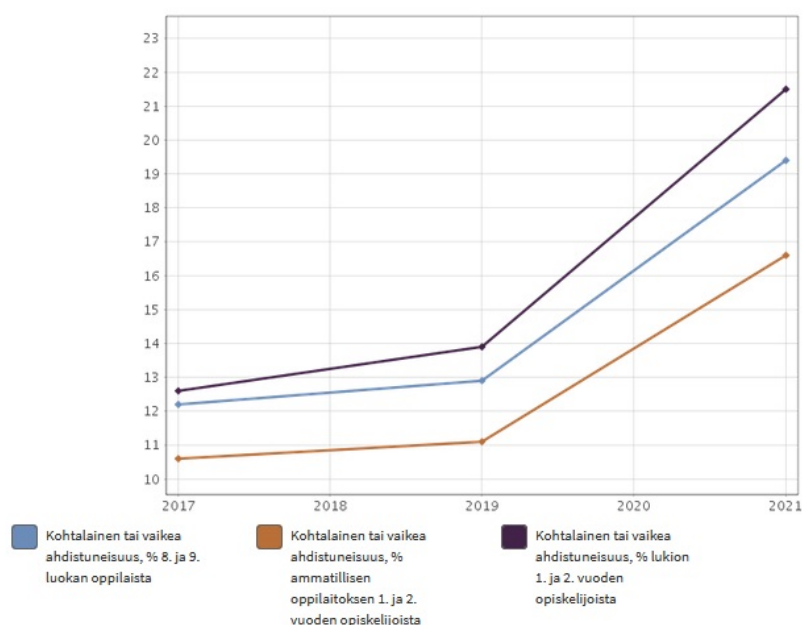 23
22
21
20
19
18
17
16
15
14
13
12
11
10
2017 2018 2019 2020 2021
Kohtalainen tai vaikea
ahdistuneisuus, % 8. ja 9.
luokan oppilaista
Kohtalainen tai vaikea
ahdistuneisuus, %
ammatillisen
oppilaitoksen 1. ja 2.
vuoden opiskelijoista
Kohtalainen tai vaikea
ahdistuneisuus, % lukion
1. ja 2. vuoden
opiskelijoista